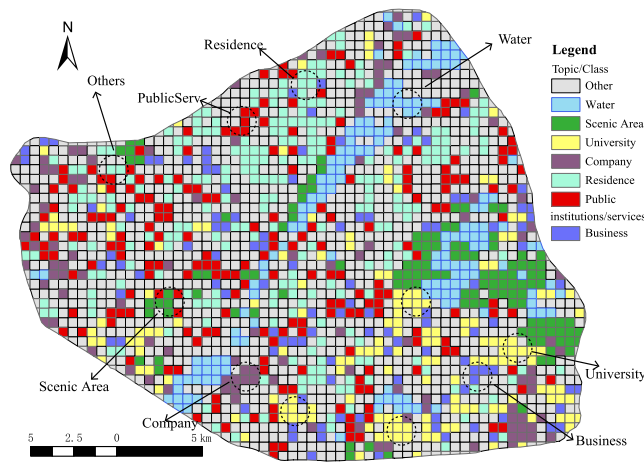 N
Residence
Water
Others
PublicServ.
Legend
Topic/Class
Other
Water
Scenic Area
University
Company
Residence
Public
institutions/services
Business
Scenic Area
Company
University
Business
5 2.5 0 5 km